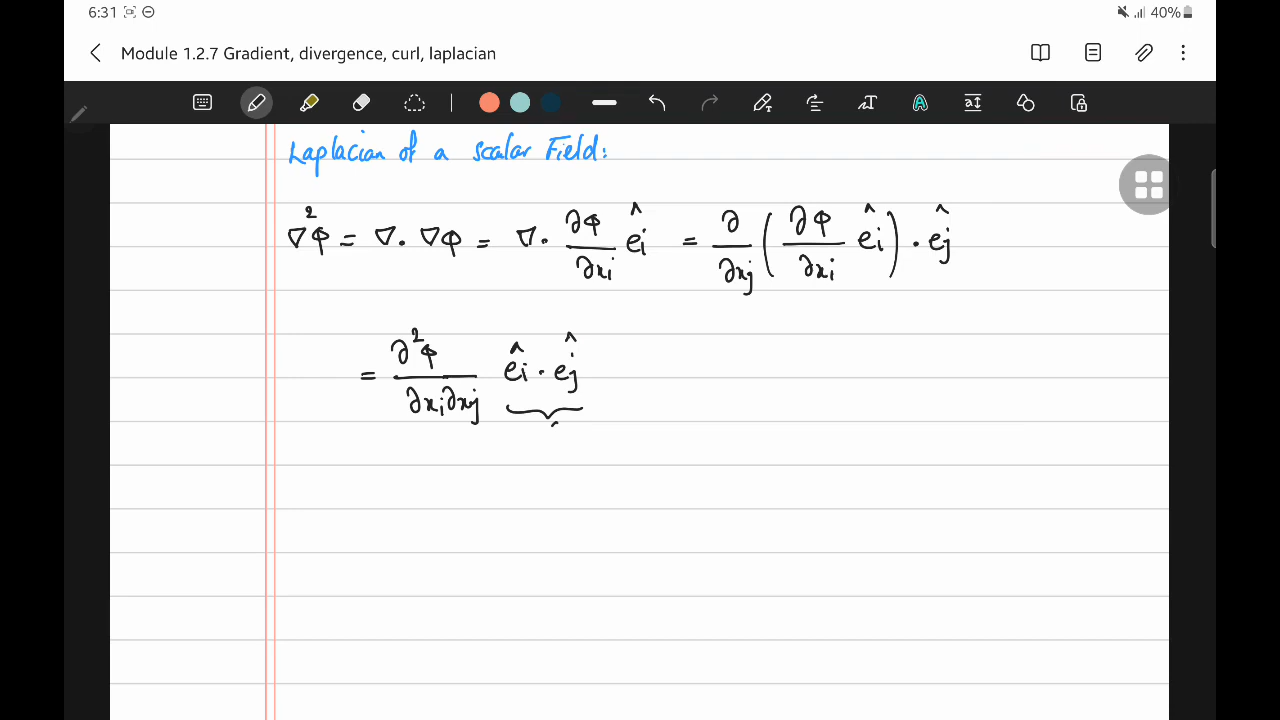 6:31 40%
Module 1.2.7 Gradient, divergence, curl, laplacian
Laplacian of a scalar Field:
∇²φ = ∇·∇φ = ∇· ∂φ/∂xi êi = ∂/∂xj (∂φ/∂xi êi) · êj
= ∂²φ/∂xi∂xj êi · êj